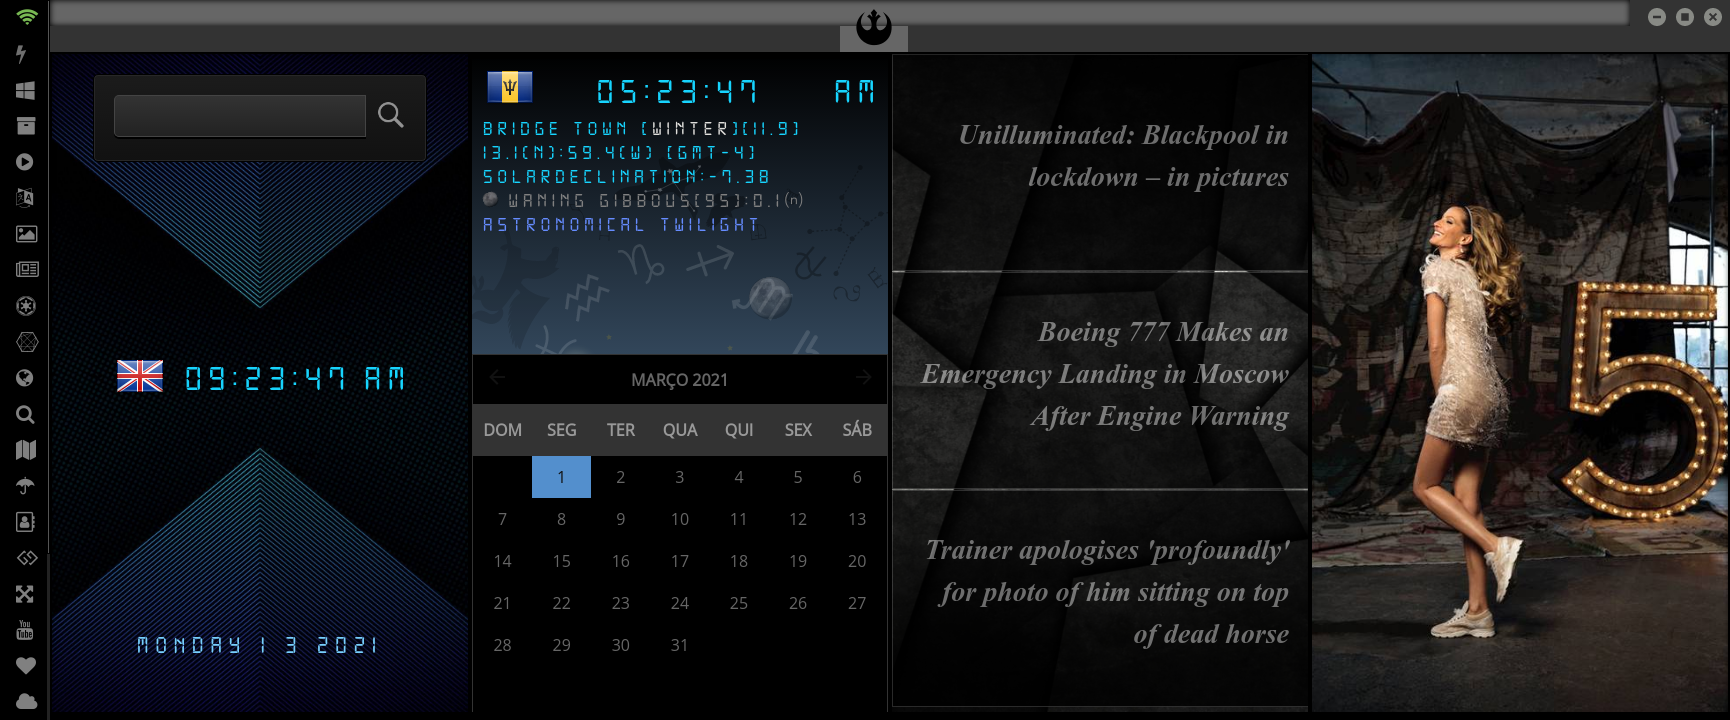 05:23:47 AM
BRIDGE TOWN (WINTER)(11.9)
13.1(N):59.4(W) (GMT-4)
SOLARDECLINATION:-7.38
WANING GIBBOUS(95):0.1(n)
ASTRONOMICAL TWILIGHT
09:23:47 AM
MONDAY 1 3 2021
MARÇO 2021
DOM SEG TER QUA QUI SEX SÁB
1 2 3 4 5 6
7 8 9 10 11 12 13
14 15 16 17 18 19 20
21 22 23 24 25 26 27
28 29 30 31
Unilluminated: Blackpool in
lockdown – in pictures
Boeing 777 Makes an
Emergency Landing in Moscow
After Engine Warning
Trainer apologises 'profoundly'
for photo of him sitting on top
of dead horse
5
You
Tube